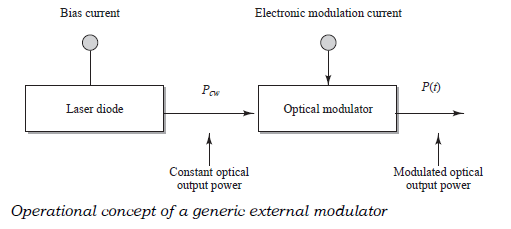 Bias current
Electronic modulation current
Laser diode
P_cw
Optical modulator
P(t)
Constant optical
output power
Modulated optical
output power
Operational concept of a generic external modulator